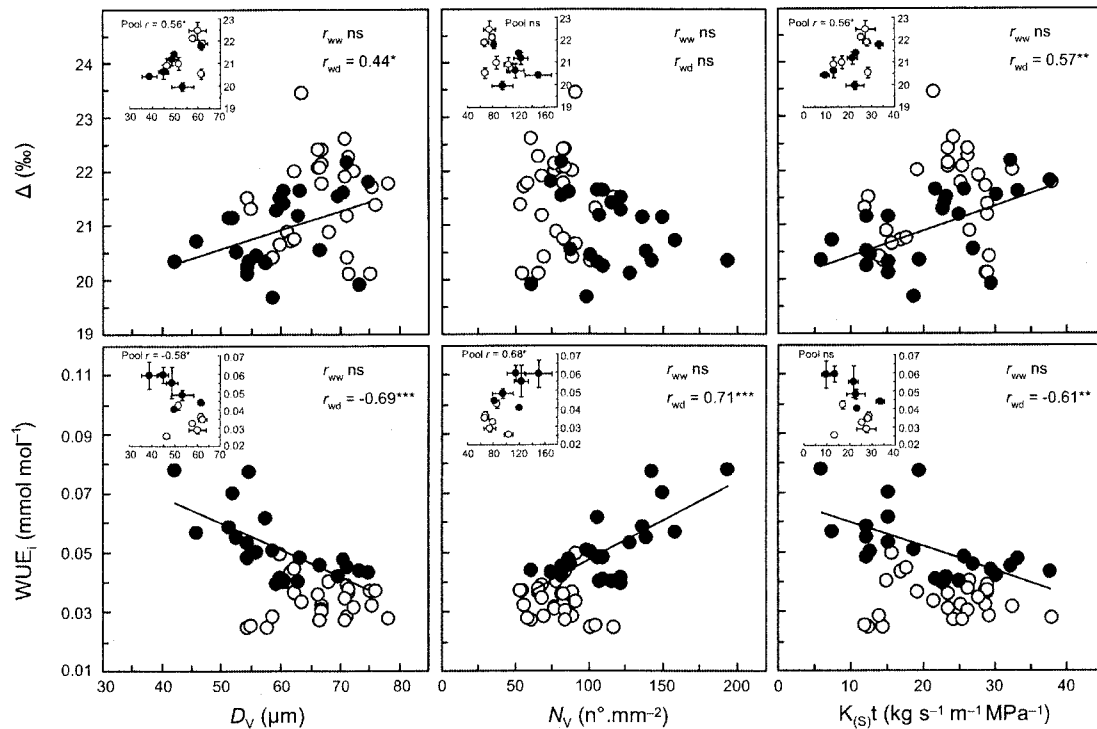 Pool r = 0.56*
r_ww ns
r_wd = 0.44*
23
22
21
20
19
30 40 50 60 70
Pool ns
r_ww ns
r_wd ns
23
22
21
20
19
40 80 120 160
Pool r = 0.56*
r_ww ns
r_wd = 0.57**
23
22
21
20
19
0 10 20 30 40
Δ (‰)
24
23
22
21
20
19
Pool r = -0.58*
r_ww ns
r_wd = -0.69***
0.07
0.06
0.05
0.04
0.03
0.02
30 40 50 60 70
Pool r = 0.68*
r_ww ns
r_wd = 0.71***
0.07
0.06
0.05
0.04
0.03
0.02
40 80 120 160
Pool ns
r_ww ns
r_wd = -0.61**
0.07
0.06
0.05
0.04
0.03
0.02
0 10 20 30 40
WUE_i (mmol mol⁻¹)
0.11
0.09
0.07
0.05
0.03
0.01
30 40 50 60 70 80
D_V (μm)
0 50 100 150 200
N_V (n°.mm⁻²)
10 20 30 40
K_(S)t (kg s⁻¹ m⁻¹ MPa⁻¹)